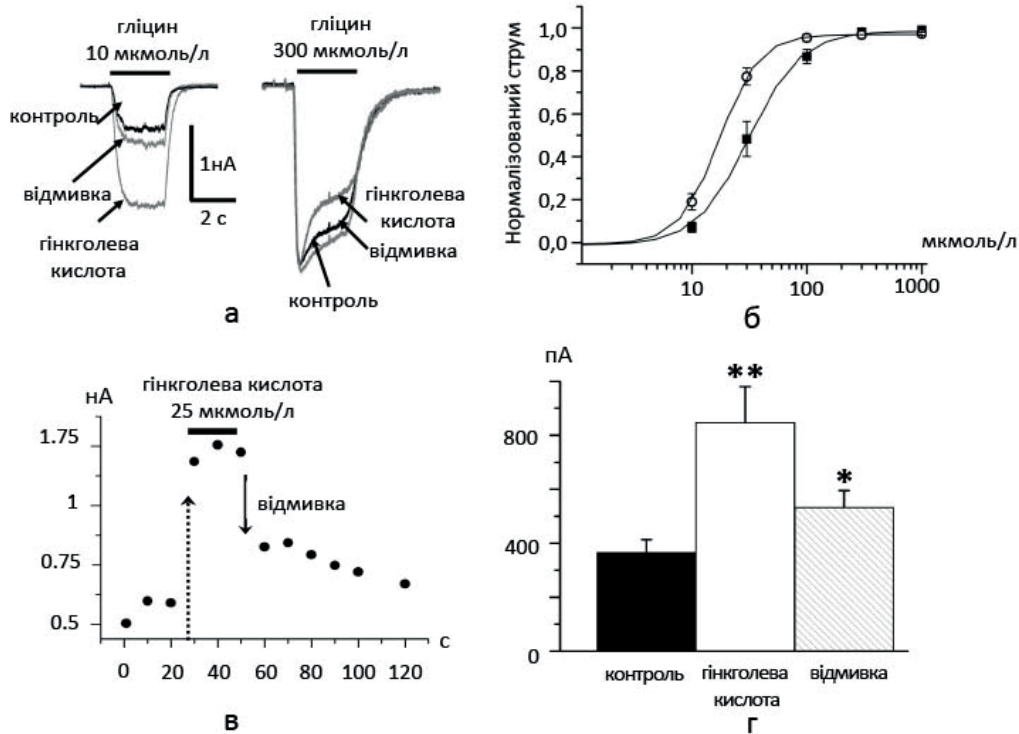 гліцин
10 мкмоль/л
гліцин
300 мкмоль/л
контроль
відмивка
гінкголева
кислота
1нА
2 с
гінкголева
кислота
відмивка
контроль
а
Нормалізований струм
1,0
0,8
0,6
0,4
0,2
0,0
10
100
1000
мкмоль/л
б
нА
гінкголева кислота
25 мкмоль/л
відмивка
1.75
1
0.75
0.5
0
20
40
60
80
100
120
с
в
пА
800
400
0
**
*
контроль
гінкголева
кислота
відмивка
г